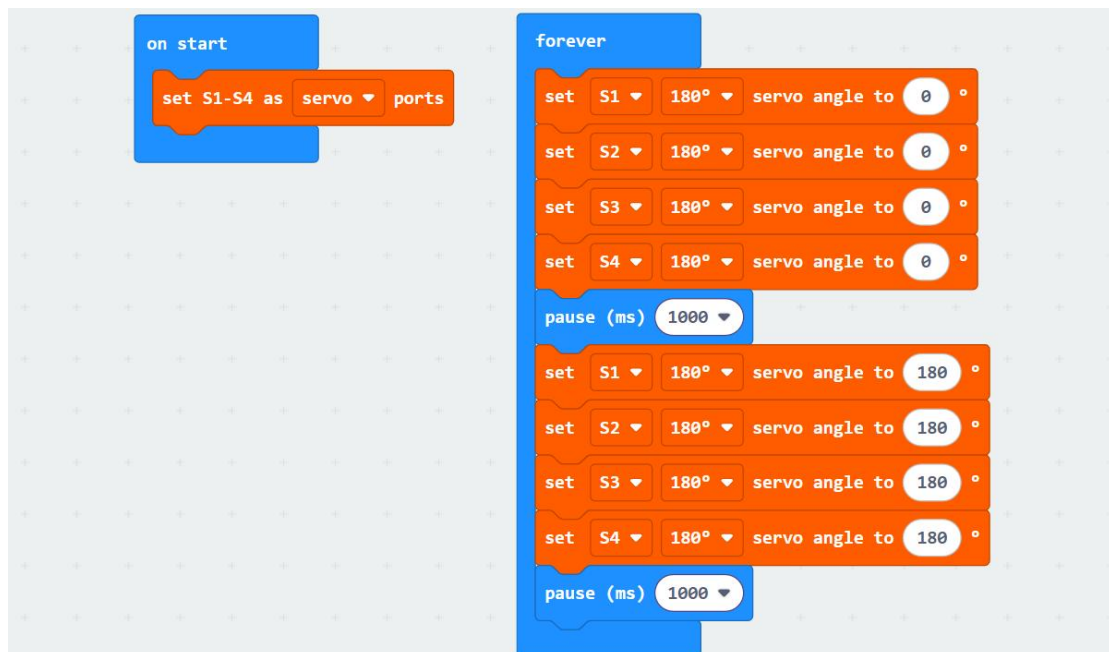 on start
set S1-S4 as servo ports
forever
set S1 180° servo angle to 0 °
set S2 180° servo angle to 0 °
set S3 180° servo angle to 0 °
set S4 180° servo angle to 0 °
pause (ms) 1000
set S1 180° servo angle to 180 °
set S2 180° servo angle to 180 °
set S3 180° servo angle to 180 °
set S4 180° servo angle to 180 °
pause (ms) 1000